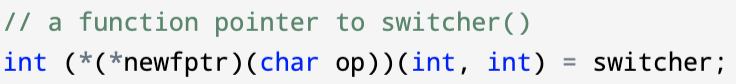 // a function pointer to switcher()
int (*(*newfptr)(char op))(int, int) = switcher;